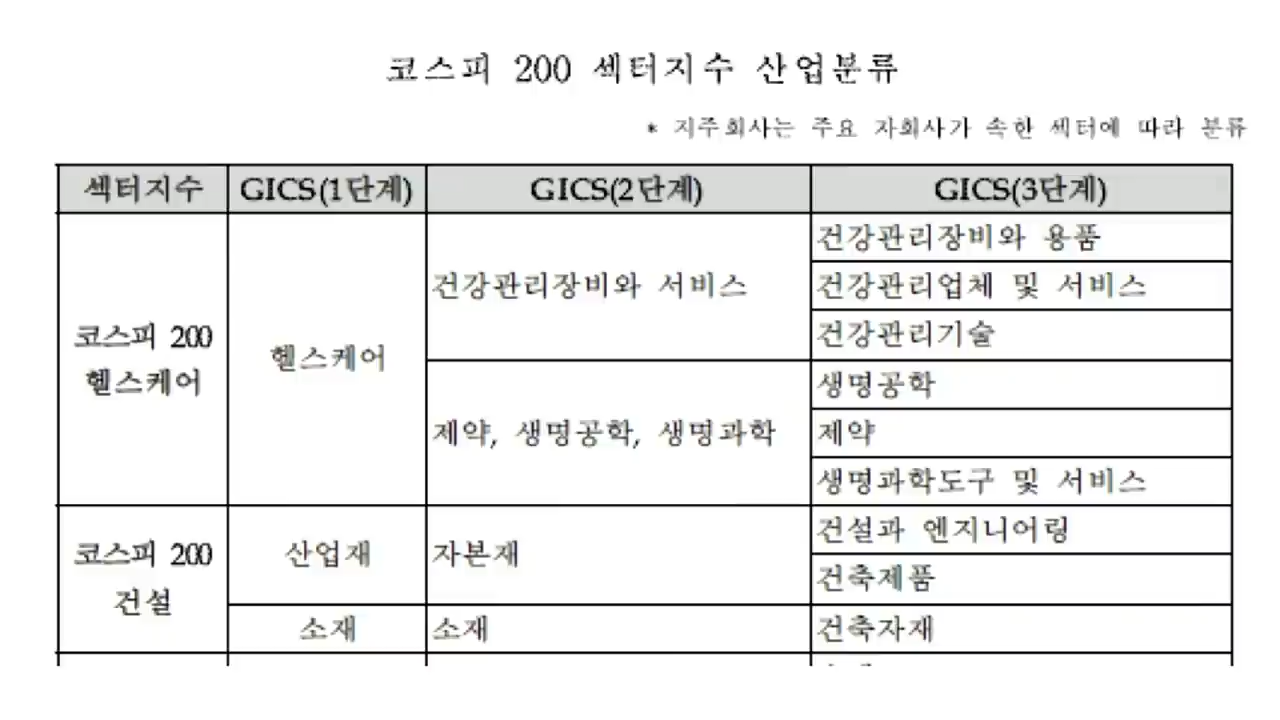 코스피 200 섹터지수 산업분류
* 지주회사는 주요 자회사가 속한 섹터에 따라 분류
섹터지수 GICS(1단계) GICS(2단계) GICS(3단계)
코스피 200
헬스케어
헬스케어
건강관리장비와 서비스
건강관리장비와 용품
건강관리업체 및 서비스
건강관리기술
제약, 생명공학, 생명과학
생명공학
제약
생명과학도구 및 서비스
코스피 200
건설
산업재
자본재
건설과 엔지니어링
건축제품
소재
소재
건축자재